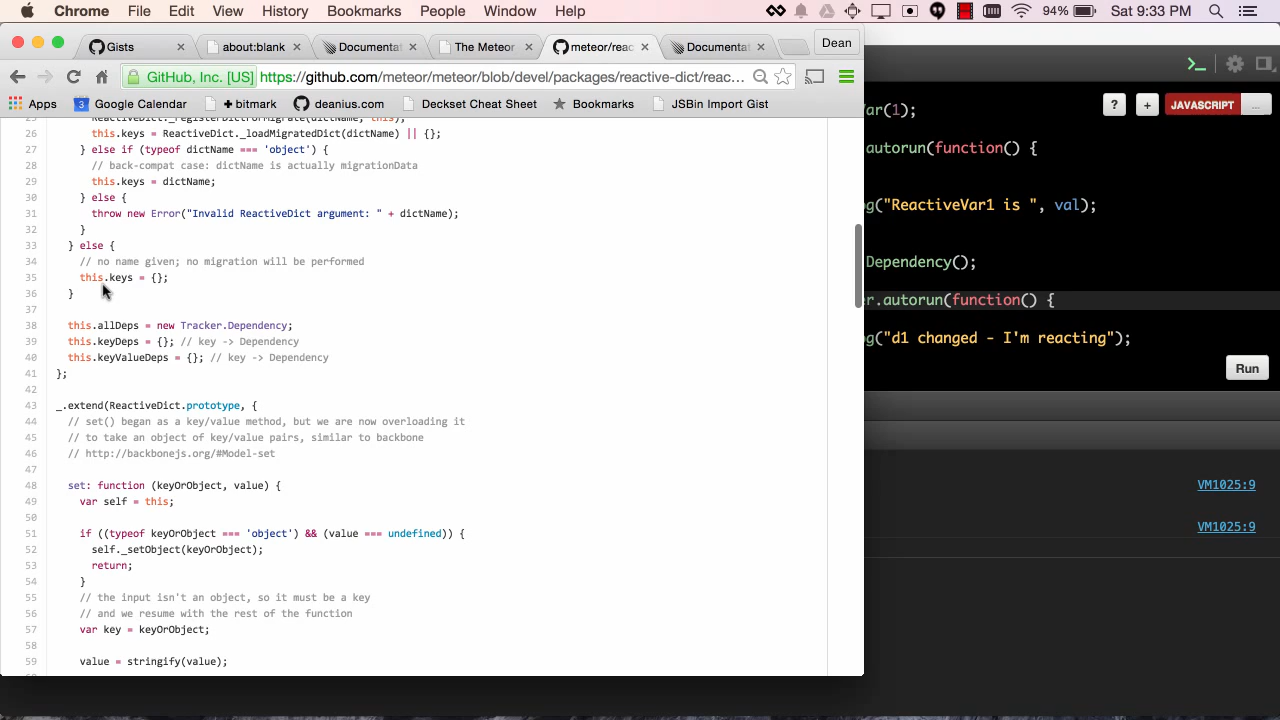 Chrome File Edit View History Bookmarks People Window Help 94% Sat 9:33 PM
Gists about:blank Documentat The Meteor meteor/reac Documentat Dean
GitHub, Inc. [US] https://github.com/meteor/meteor/blob/devel/packages/reactive-dict/reac...
Apps 3 Google Calendar bitmark deanius.com Deckset Cheat Sheet Bookmarks JSBin Import Gist
26 this.keys = ReactiveDict._loadMigratedDict(dictName) || {};
27 } else if (typeof dictName === 'object') {
28 // back-compat case: dictName is actually migrationData
29 this.keys = dictName;
30 } else {
31 throw new Error("Invalid ReactiveDict argument: " + dictName);
32 }
33 } else {
34 // no name given; no migration will be performed
35 this.keys = {};
36 }
37
38 this.allDeps = new Tracker.Dependency;
39 this.keyDeps = {}; // key -> Dependency
40 this.keyValueDeps = {}; // key -> Dependency
41 };
42
43 _.extend(ReactiveDict.prototype, {
44 // set() began as a key/value method, but we are now overloading it
45 // to take an object of key/value pairs, similar to backbone
46 // http://backbonejs.org/#Model-set
47
48 set: function (keyOrObject, value) {
49 var self = this;
50
51 if ((typeof keyOrObject === 'object') && (value === undefined)) {
52 self._setObject(keyOrObject);
53 return;
54 }
55 // the input isn't an object, so it must be a key
56 // and we resume with the rest of the function
57 var key = keyOrObject;
58
59 value = stringify(value);
? + JAVASCRIPT ...
Var(1);
autorun(function() {
og("ReactiveVar1 is ", val);
Dependency();
er.autorun(function() {
og("d1 changed - I'm reacting");
Run
VM1025:9
VM1025:9